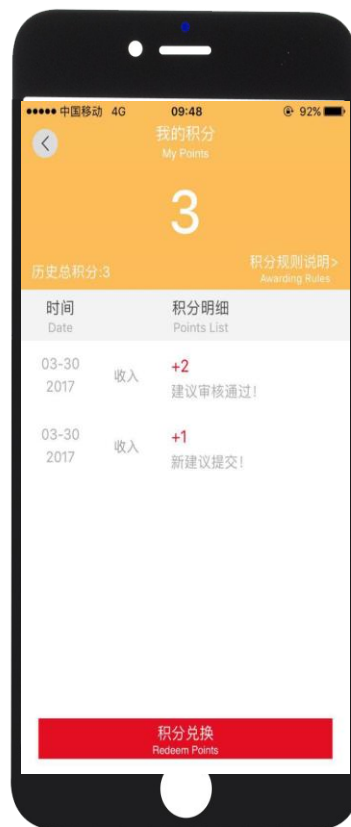 中国移动 4G 09:48 92%
我的积分
My Points
3
历史总积分:3
积分规则说明>
Awarding Rules
时间 积分明细
Date Points List
03-30
2017
收入
+2
建议审核通过!
03-30
2017
收入
+1
新建议提交!
积分兑换
Redeem Points